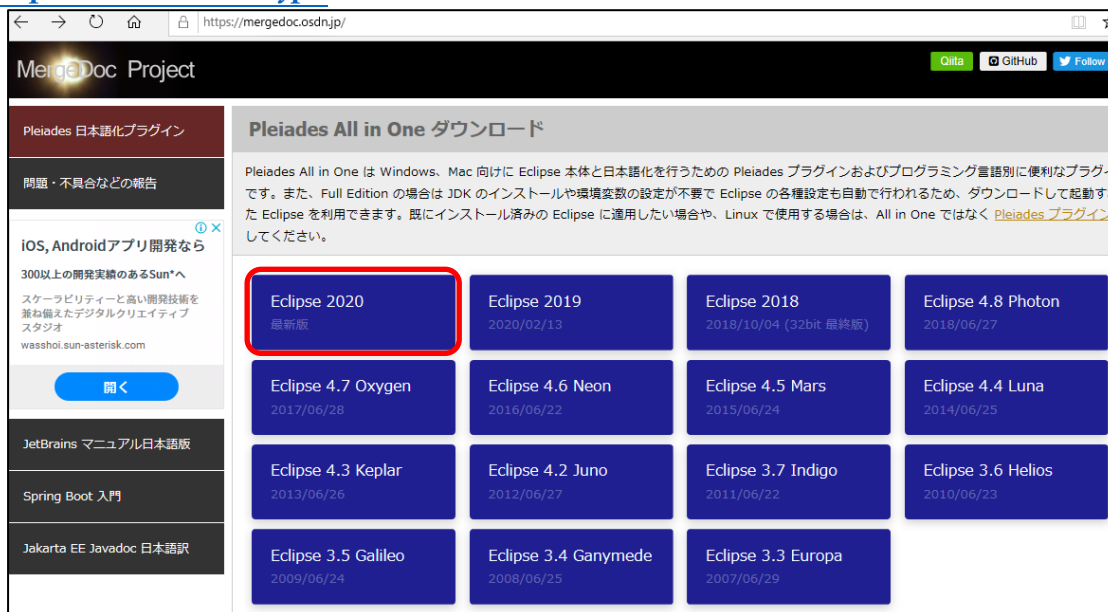 https://mergedoc.osdn.jp/
MergeDoc Project
Qiita
GitHub
Follow
Pleiades 日本語化プラグイン
問題・不具合などの報告
iOS, Androidアプリ開発なら
300以上の開発実績のあるSun*へ
スケーラビリティーと高い開発技術を
兼ね備えたデジタルクリエイティブ
スタジオ
wasshoi.sun-asterisk.com
開く
JetBrains マニュアル日本語版
Spring Boot 入門
Jakarta EE Javadoc 日本語訳
Pleiades All in One ダウンロード
Pleiades All in One は Windows、Mac 向けに Eclipse 本体と日本語化を行うための Pleiades プラグインおよびプログラミング言語別に便利なプラグ
です。また、Full Edition の場合は JDK のインストールや環境変数の設定が不要で Eclipse の各種設定も自動で行われるため、ダウンロードして起動す
た Eclipse を利用できます。既にインストール済みの Eclipse に適用したい場合や、Linux で使用する場合は、All in One ではなく Pleiades プラグイン
してください。
Eclipse 2020
最新版
Eclipse 2019
2020/02/13
Eclipse 2018
2018/10/04 (32bit 最終版)
Eclipse 4.8 Photon
2018/06/27
Eclipse 4.7 Oxygen
2017/06/28
Eclipse 4.6 Neon
2016/06/22
Eclipse 4.5 Mars
2015/06/24
Eclipse 4.4 Luna
2014/06/25
Eclipse 4.3 Keplar
2013/06/26
Eclipse 4.2 Juno
2012/06/27
Eclipse 3.7 Indigo
2011/06/22
Eclipse 3.6 Helios
2010/06/23
Eclipse 3.5 Galileo
2009/06/24
Eclipse 3.4 Ganymede
2008/06/25
Eclipse 3.3 Europa
2007/06/29